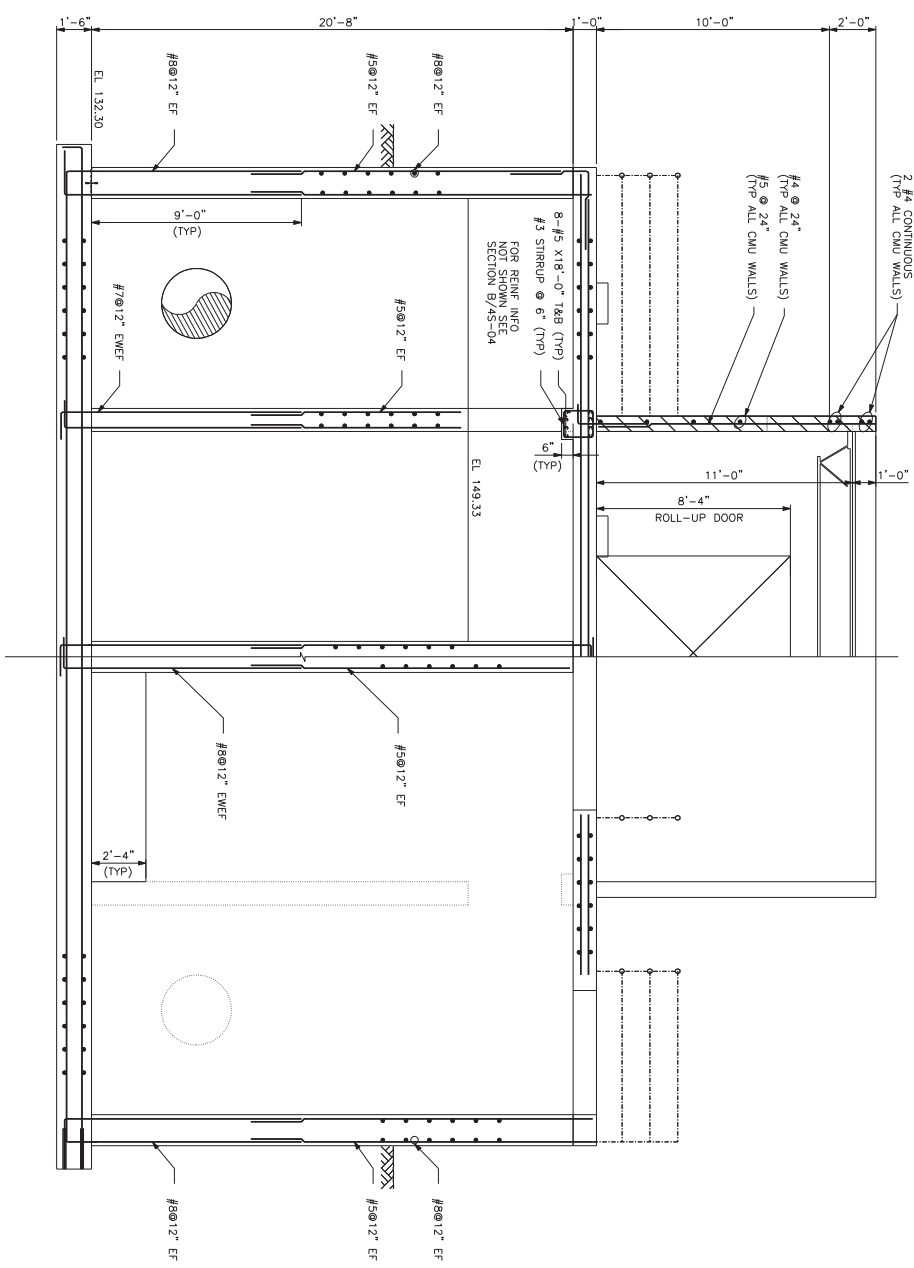 1'-6"
20'-8"
1'-0"
10'-0"
2'-0"
EL 132.30
#8@12" EF
#5@12" EF
#8@12" EF
2 #4 CONTINUOUS
(TYP ALL CMU WALLS)
#4 @ 24"
(TYP ALL CMU WALLS)
#5 @ 24"
(TYP ALL CMU WALLS)
9'-0"
(TYP)
8-#5 X18'-0" T&B (TYP)
#3 STIRRUP @ 6" (TYP)
FOR REINF INFO
NOT SHOWN SEE
SECTION B/4S-04
#7@12" EWEF
#5@12" EF
6"
(TYP)
EL 149.33
11'-0"
1'-0"
8'-4"
ROLL-UP DOOR
#8@12" EWEF
#5@12" EF
2'-4"
(TYP)
#8@12" EF
#5@12" EF
#8@12" EF